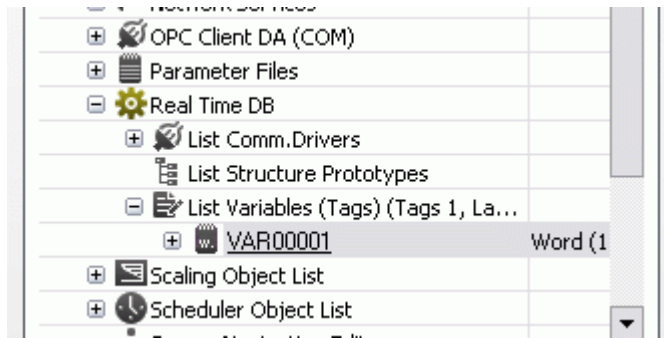 OPC Client DA (COM)
Parameter Files
Real Time DB
List Comm.Drivers
List Structure Prototypes
List Variables (Tags) (Tags 1, La...
VAR00001 Word (1
Scaling Object List
Scheduler Object List